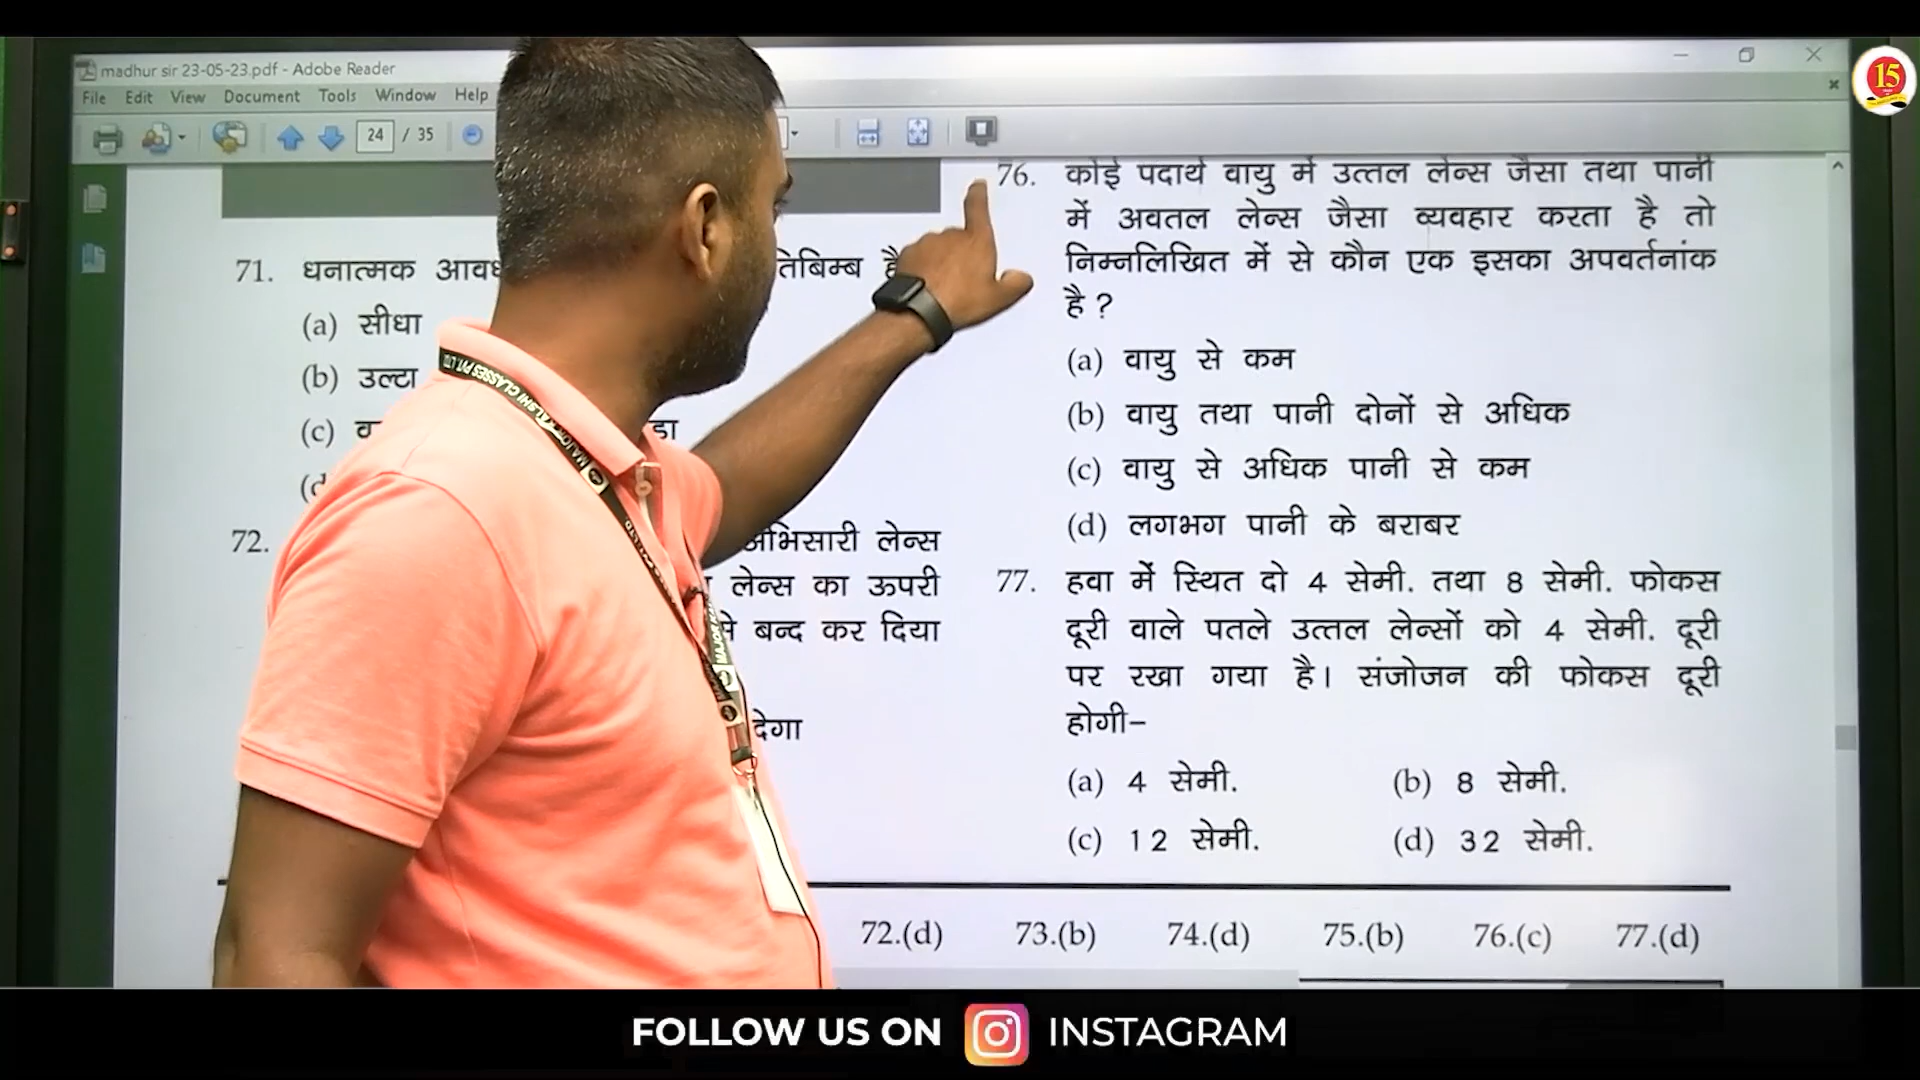 madhur sir 23-05-23.pdf - Adobe Reader
File Edit View Document Tools Window Help
24 / 35
15
71. धनात्मक
(a) सीधा
(b) उल्टा
(c)
72. अभिसारी लेन्स
लेन्स का ऊपरी
से बन्द कर दिया
देगा
76. कोई पदार्थ वायु में उत्तल लेन्स जैसा तथा पानी
में अवतल लेन्स जैसा व्यवहार करता है तो
निम्नलिखित में से कौन एक इसका अपवर्तनांक
है ?
(a) वायु से कम
(b) वायु तथा पानी दोनों से अधिक
(c) वायु से अधिक पानी से कम
(d) लगभग पानी के बराबर
77. हवा में स्थित दो 4 सेमी. तथा 8 सेमी. फोकस
दूरी वाले पतले उत्तल लेन्सों को 4 सेमी. दूरी
पर रखा गया है। संजोजन की फोकस दूरी
होगी–
(a) 4 सेमी. (b) 8 सेमी.
(c) 12 सेमी. (d) 32 सेमी.
72.(d) 73.(b) 74.(d) 75.(b) 76.(c) 77.(d)
FOLLOW US ON INSTAGRAM